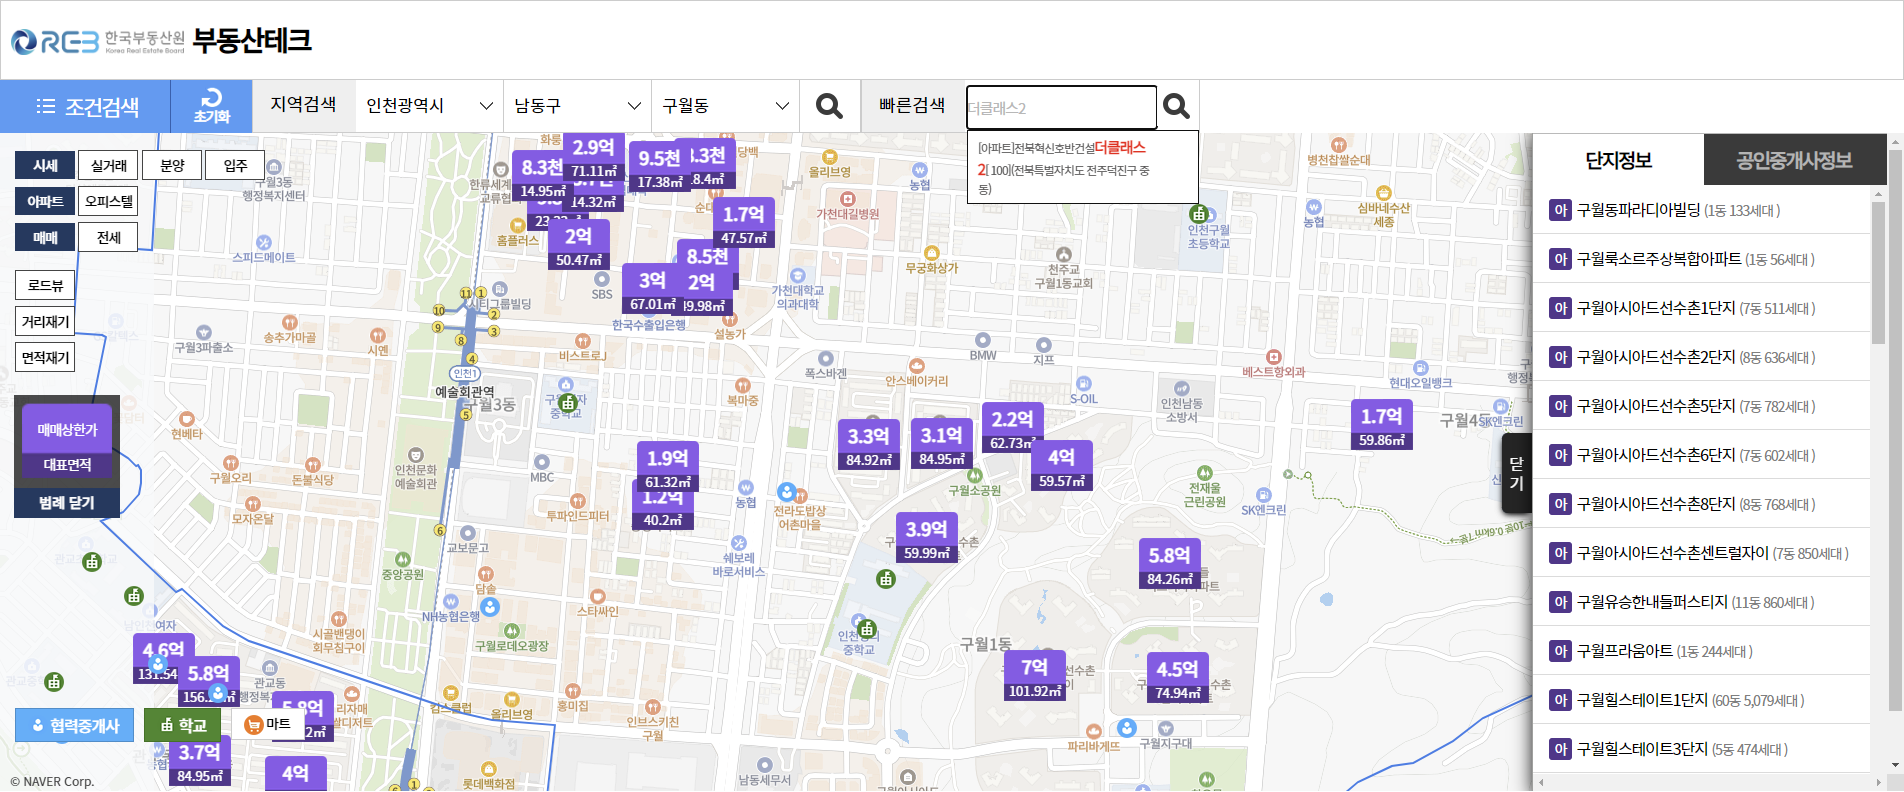 REB 한국부동산원 Korea Real Estate Board 부동산테크
조건검색 초기화 지역검색 인천광역시 남동구 구월동 빠른검색 더클래스2
[아파트]전북혁신호반건설더클래스
2[ 100](전북특별자치도 전주덕진구 중
동)
시세 실거래 분양 입주
아파트 오피스텔
매매 전세
로드뷰
거리재기
면적재기
매매상한가
대표면적
범례 닫기
협력중개사 학교 마트
© NAVER Corp.
구월3동
행정복지센터
스피드메이트
구월3파출소
송추가마골
시엔
현베타
구월오리
돈불식당
모자온달
인천문화
예술회관
중앙공원
시골밴댕이
회무침구이
관교동
8.3천
14.95㎡
2.9억
71.11㎡
14.32㎡
9.5천
17.38㎡
홈플러스
2억
50.47㎡
1.7억
47.57㎡
8.5천
3억
67.01㎡
2억
SBS
시티그룹빌딩
한국수출입은행
설농가
비스트로J
인천1
예술회관역
구월3동
복마중
MBC
투파인드피터
교보문고
담솔
NH농협은행
스타싸인
구월로데오광장
1.9억
61.32㎡
1.2억
40.2㎡
농협
전라도밥상
어촌마을
쉐보레
바로서비스
올리브영
농협
가천대길병원
무궁화상가
천주교
구월1동교회
가천대학교
의과대학
폭스바겐
BMW
지프
안스베이커리
S-OIL
인천남동
소방서
베스트항외과
병천찹쌀순대
심바네수산
세종
농협
인천구월
초등학교
현대오일뱅크
SK엔크린
구월4동
1.7억
59.86㎡
3.3억
84.92㎡
3.1억
84.95㎡
2.2억
62.73㎡
4억
59.57㎡
구월소공원
전재울
근린공원
SK엔크린
3.9억
59.99㎡
5.8억
84.26㎡
중학교
구월1동
7억
101.92㎡
4.5억
74.94㎡
파리바게뜨
구월지구대
남동세무서
4.6억
131.54
5.8억
3.7억
84.95㎡
4억
킴스클럽
올리브영
흥미집
인브스키친
구월
롯데백화점
닫
기
단지정보 공인중개사정보
아 구월동파라디아빌딩 (1동 133세대 )
아 구월룩소르주상복합아파트 (1동 56세대 )
아 구월아시아드선수촌1단지 (7동 511세대 )
아 구월아시아드선수촌2단지 (8동 636세대 )
아 구월아시아드선수촌5단지 (7동 782세대 )
아 구월아시아드선수촌6단지 (7동 602세대 )
아 구월아시아드선수촌8단지 (8동 768세대 )
아 구월아시아드선수촌센트럴자이 (7동 850세대 )
아 구월유승한내들퍼스티지 (11동 860세대 )
아 구월프라움아트 (1동 244세대 )
아 구월힐스테이트1단지 (60동 5,079세대 )
아 구월힐스테이트3단지 (5동 474세대 )